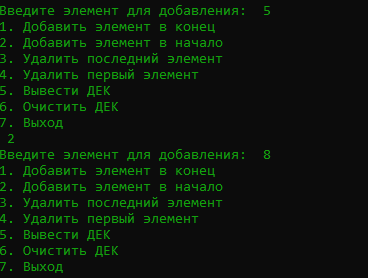 Введите элемент для добавления:  5
1. Добавить элемент в конец
2. Добавить элемент в начало
3. Удалить последний элемент
4. Удалить первый элемент
5. Вывести ДЕК
6. Очистить ДЕК
7. Выход
 2
Введите элемент для добавления:  8
1. Добавить элемент в конец
2. Добавить элемент в начало
3. Удалить последний элемент
4. Удалить первый элемент
5. Вывести ДЕК
6. Очистить ДЕК
7. Выход